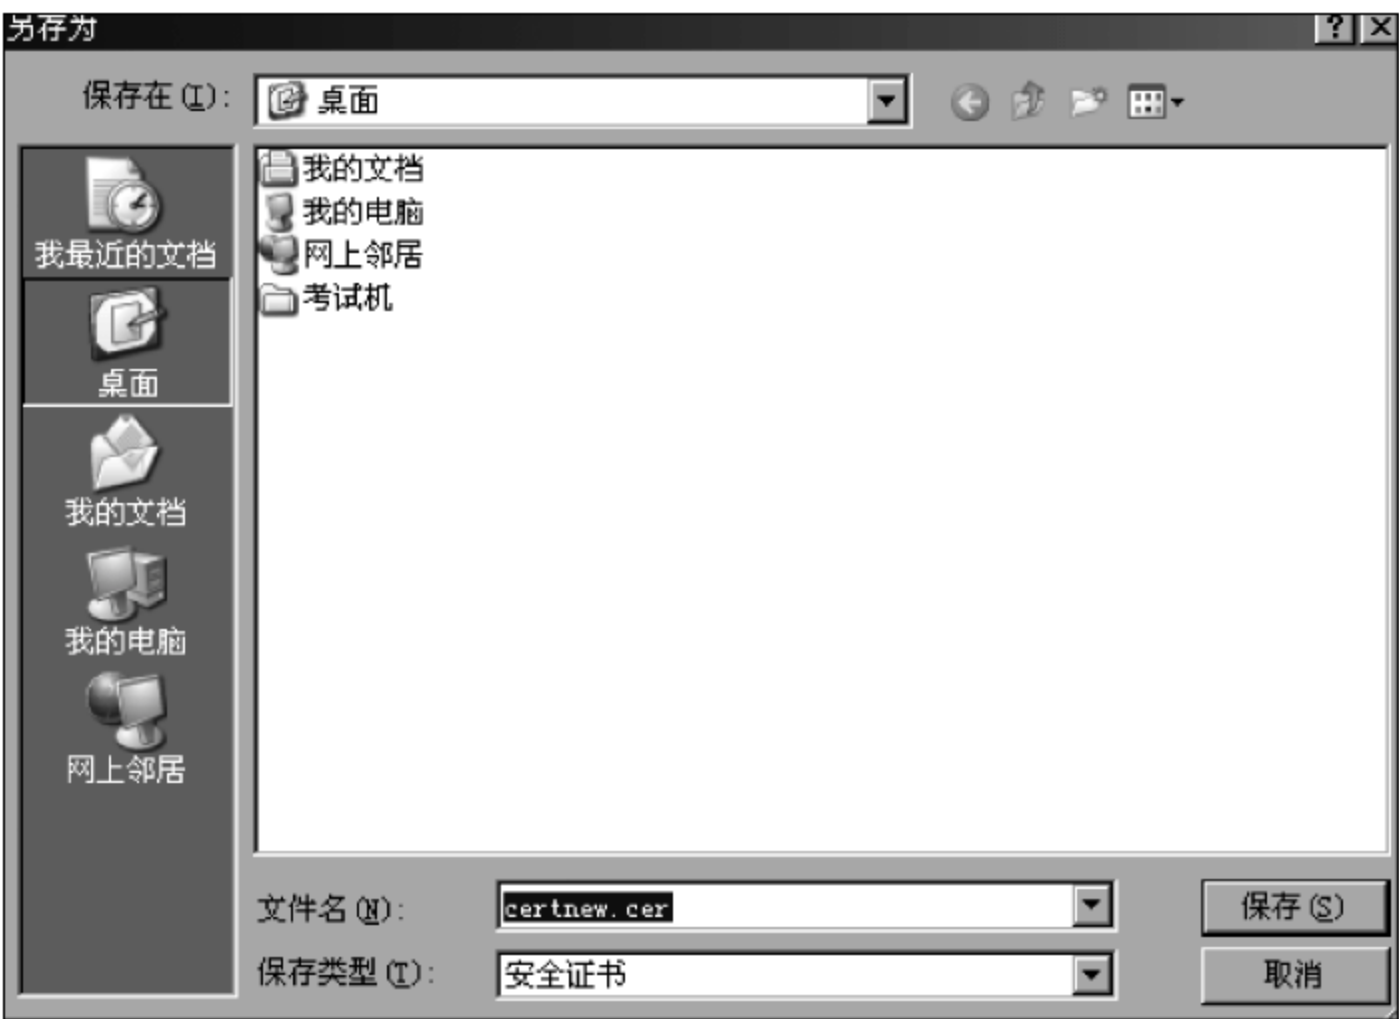 另存为
保存在(I):
桌面
我最近的文档
桌面
我的文档
我的电脑
网上邻居
我的文档
我的电脑
网上邻居
考试机
文件名(N):
certnew.cer
保存(S)
保存类型(T):
安全证书
取消